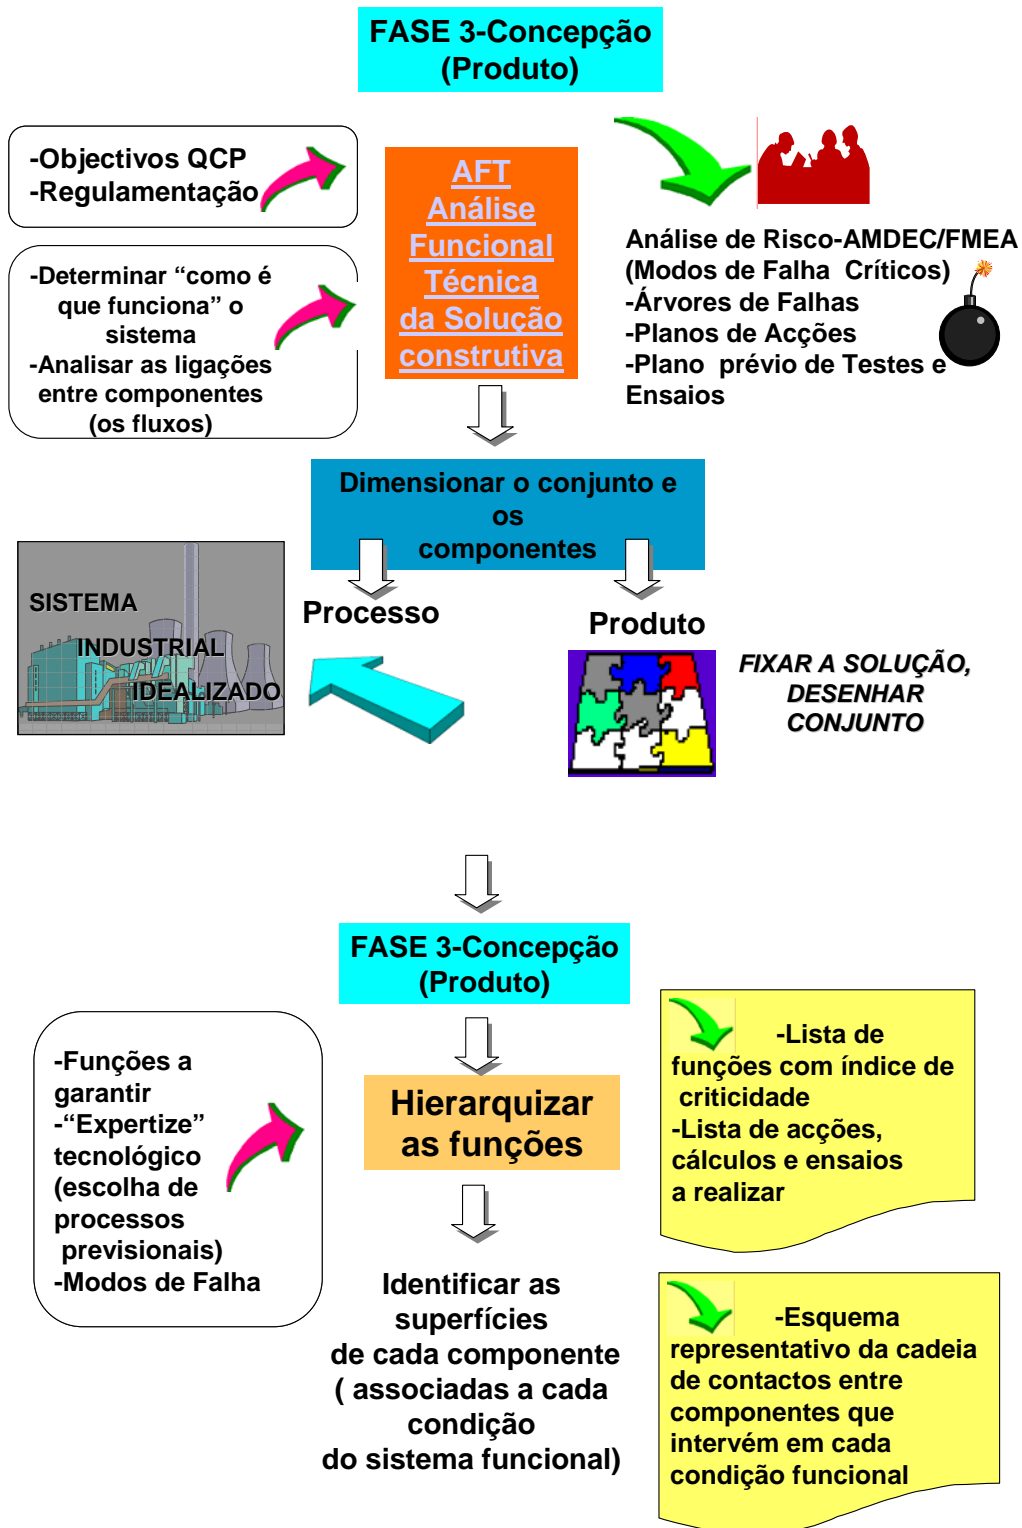 FASE 3-Concepção
(Produto)
-Objectivos QCP
-Regulamentação
-Determinar “como é
que funciona” o
sistema
-Analisar as ligações
entre componentes
(os fluxos)
AFT
Análise
Funcional
Técnica
da Solução
construtiva
Análise de Risco-AMDEC/FMEA
(Modos de Falha Críticos)
-Árvores de Falhas
-Planos de Acções
-Plano prévio de Testes e
Ensaios
Dimensionar o conjunto e
os
componentes
SISTEMA
INDUSTRIAL
IDEALIZADO
Processo
Produto
FIXAR A SOLUÇÃO,
DESENHAR
CONJUNTO
FASE 3-Concepção
(Produto)
-Funções a
garantir
-“Expertize”
tecnológico
(escolha de
processos
previsionais)
-Modos de Falha
Hierarquizar
as funções
-Lista de
funções com índice de
criticidade
-Lista de acções,
cálculos e ensaios
a realizar
Identificar as
superfícies
de cada componente
( associadas a cada
condição
do sistema funcional)
-Esquema
representativo da cadeia
de contactos entre
componentes que
intervém em cada
condição funcional